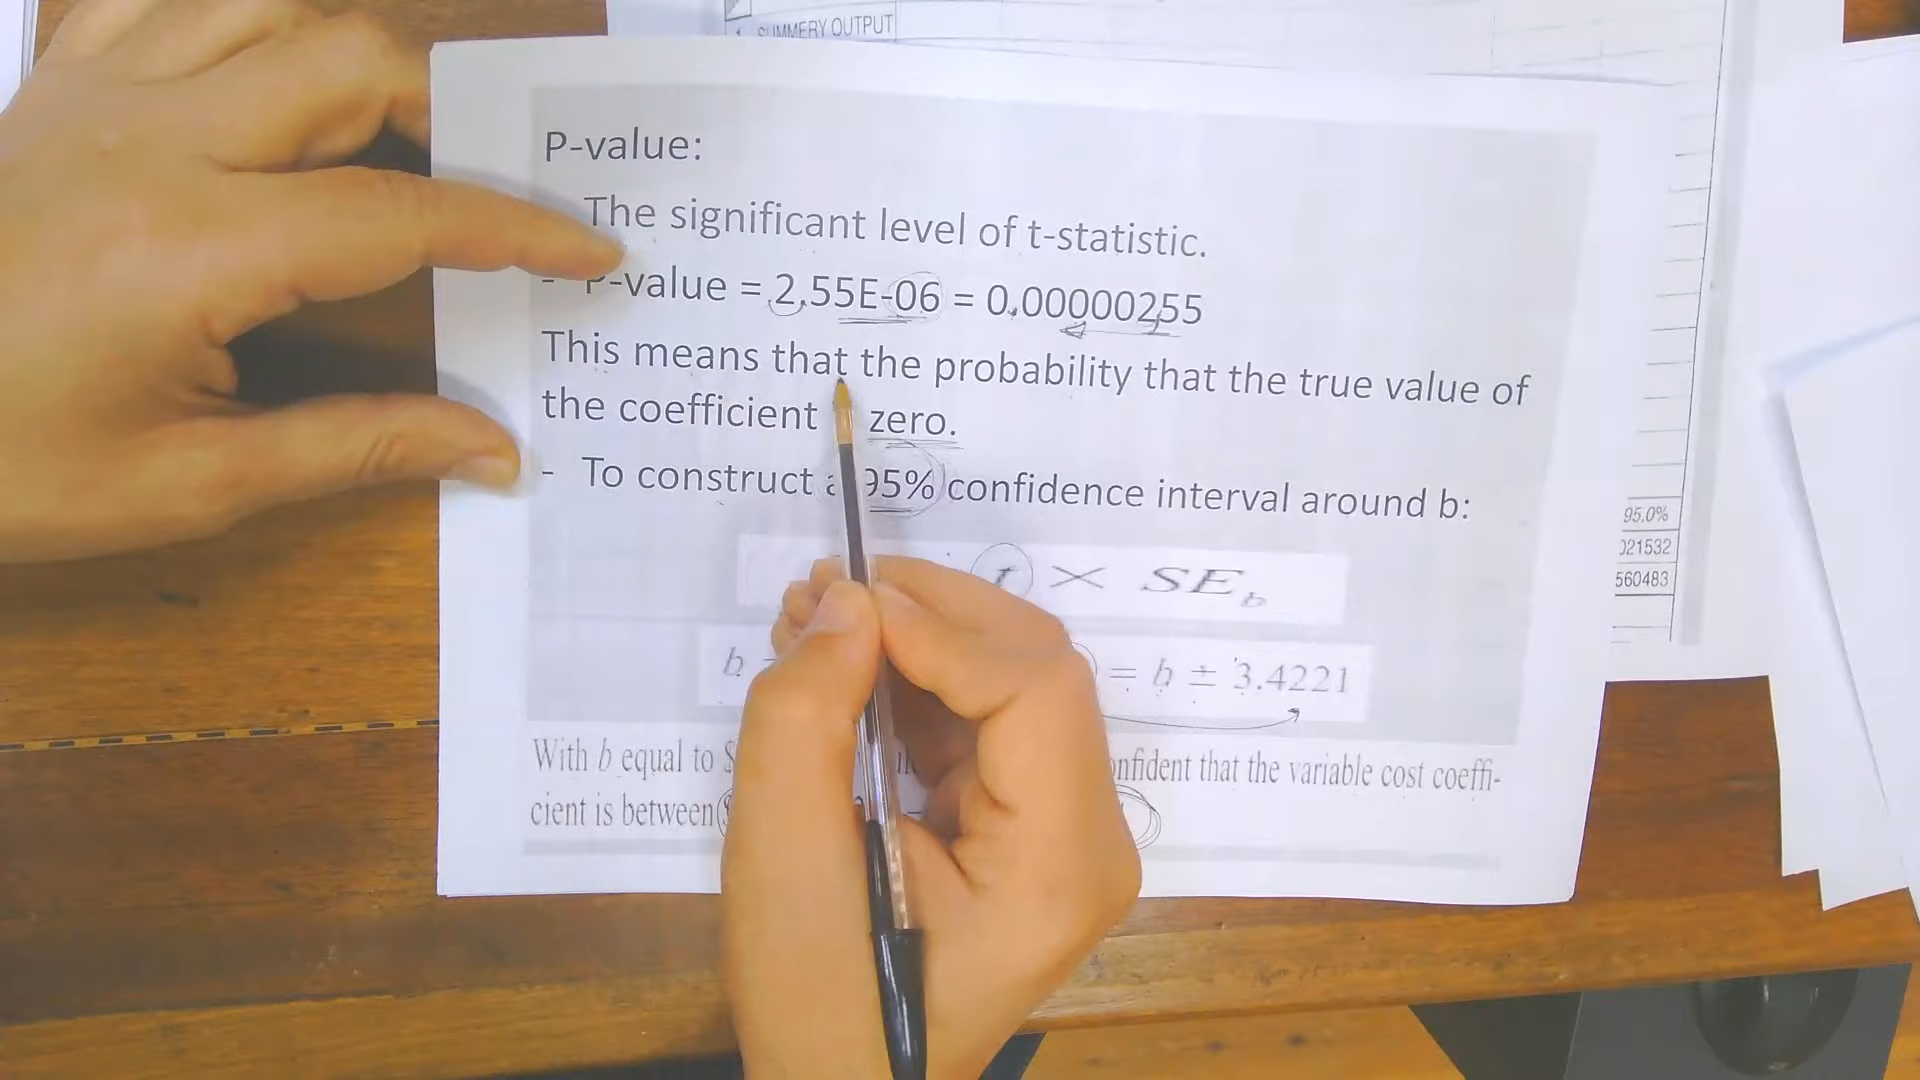 SUMMERY OUTPUT
P-value:
The significant level of t-statistic.
- P-value = 2.55E-06 = 0.00000255
This means that the probability that the true value of
the coefficient zero.
- To construct 95% confidence interval around b:
t × SE_b
b = b ± 3.4221
With b equal to $ confident that the variable cost coeffi-
cient is between
95.0%
021532
560483